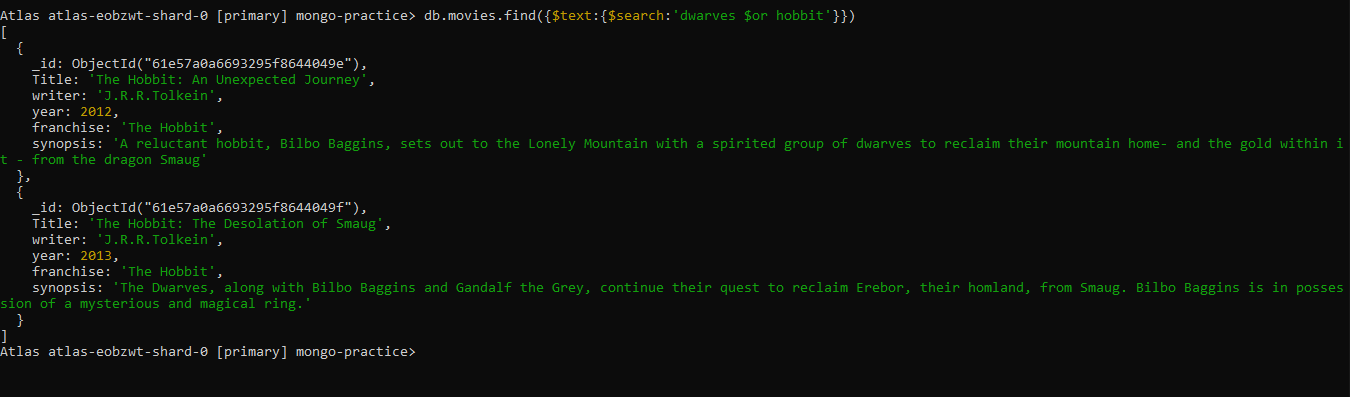 Atlas atlas-eobzwt-shard-0 [primary] mongo-practice> db.movies.find({$text:{$search:'dwarves $or hobbit'}})
[
  {
    _id: ObjectId("61e57a0a6693295f8644049e"),
    Title: 'The Hobbit: An Unexpected Journey',
    writer: 'J.R.R.Tolkein',
    year: 2012,
    franchise: 'The Hobbit',
    synopsis: 'A reluctant hobbit, Bilbo Baggins, sets out to the Lonely Mountain with a spirited group of dwarves to reclaim their mountain home- and the gold within i
t - from the dragon Smaug'
  },
  {
    _id: ObjectId("61e57a0a6693295f8644049f"),
    Title: 'The Hobbit: The Desolation of Smaug',
    writer: 'J.R.R.Tolkein',
    year: 2013,
    franchise: 'The Hobbit',
    synopsis: 'The Dwarves, along with Bilbo Baggins and Gandalf the Grey, continue their quest to reclaim Erebor, their homland, from Smaug. Bilbo Baggins is in posses
sion of a mysterious and magical ring.'
  }
]
Atlas atlas-eobzwt-shard-0 [primary] mongo-practice>